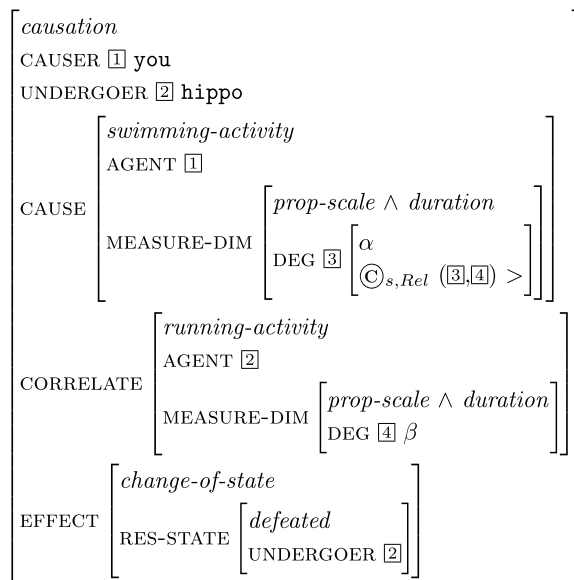 causation
CAUSER 1 you
UNDERGOER 2 hippo
swimming-activity
AGENT 1
CAUSE
prop-scale ∧ duration
MEASURE-DIM
DEG 3
α
Ⓒs,Rel (3,4) >
running-activity
AGENT 2
CORRELATE
prop-scale ∧ duration
MEASURE-DIM
DEG 4 β
change-of-state
EFFECT
defeated
RES-STATE
UNDERGOER 2